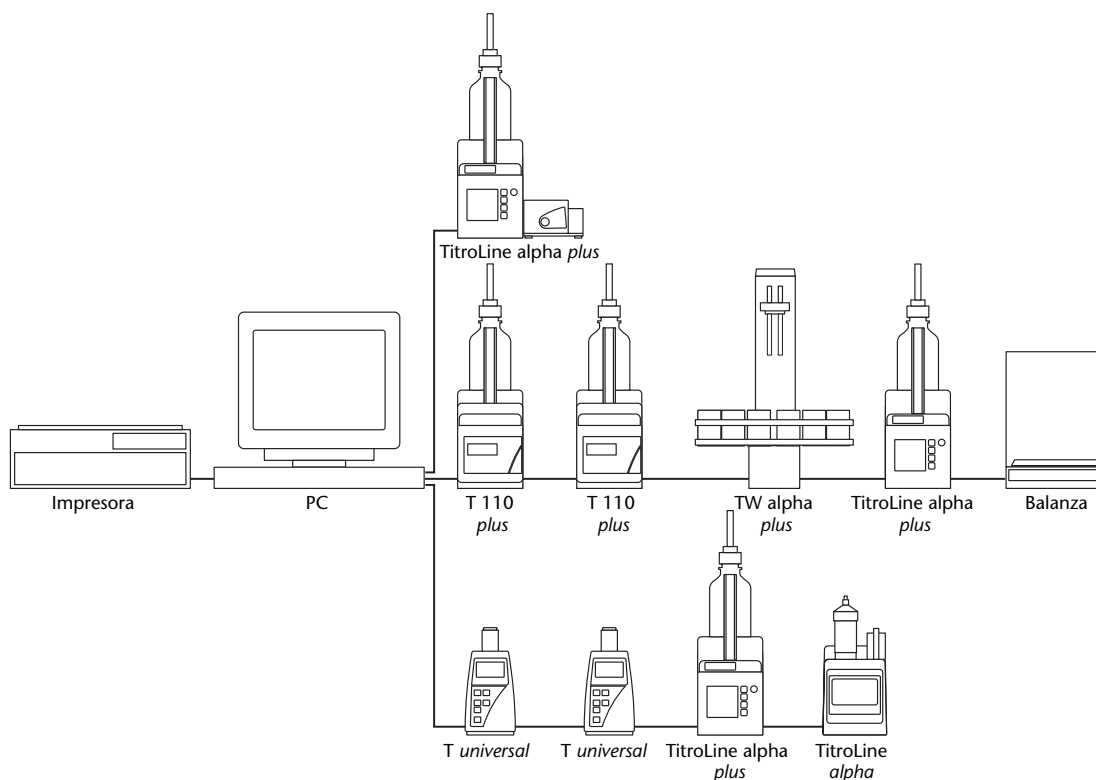 TitroLine alpha plus
Impresora
PC
T 110
plus
T 110
plus
TW alpha
plus
TitroLine alpha
plus
Balanza
T universal
T universal
TitroLine alpha
plus
TitroLine
alpha